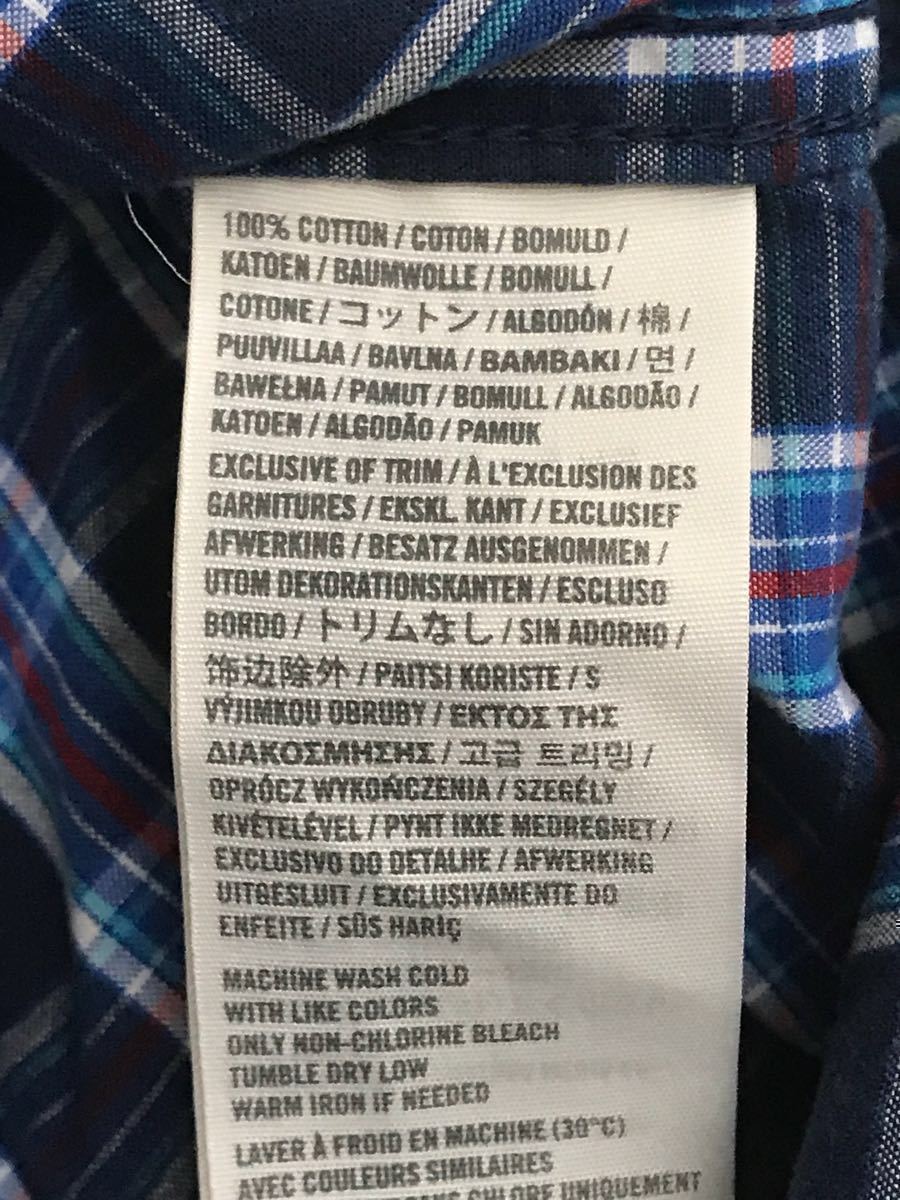 100% COTTON / COTON / BOMULD /
KATOEN / BAUMWOLLE / BOMULL /
COTONE / コットン / ALGODÓN / 棉 /
PUUVILLAA / BAVLNA / BAMBAKI / 면 /
BAWEŁNA / PAMUT / BOMULL / ALGODÃO /
KATOEN / ALGODÃO / PAMUK
EXCLUSIVE OF TRIM / À L'EXCLUSION DES
GARNITURES / EKSKL. KANT / EXCLUSIEF
AFWERKING / BESATZ AUSGENOMMEN /
UTOM DEKORATIONSKANTEN / ESCLUSO
BORDO / トリムなし / SIN ADORNO /
饰边除外 / PAITSI KORISTE / S
VÝJIMKOU OBRUBY / ΕΚΤΟΣ ΤΗΣ
ΔΙΑΚΟΣΜΗΣΗΣ / 고급 트리밍 /
OPRÓCZ WYKOŃCZENIA / SZEGÉLY
KIVÉTELÉVEL / PYNT IKKE MEDREGNET /
EXCLUSIVO DO DETALHE / AFWERKING
UITGESLUIT / EXCLUSIVAMENTE DO
ENFEITE / SÜS HARİÇ
MACHINE WASH COLD
WITH LIKE COLORS
ONLY NON-CHLORINE BLEACH
TUMBLE DRY LOW
WARM IRON IF NEEDED
LAVER À FROID EN MACHINE (30°C)
AVEC COULEURS SIMILAIRES
SANS CHLORE UNIQUEMENT